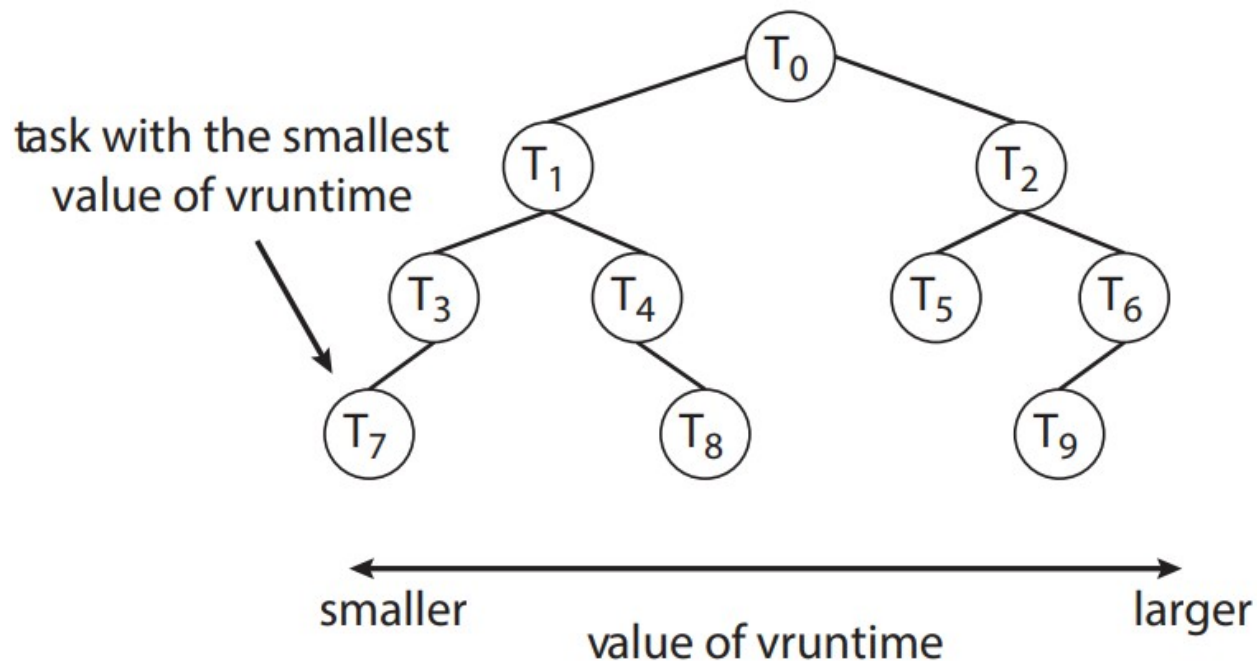 T0
task with the smallest
value of vruntime
T1
T2
T3
T4
T5
T6
T7
T8
T9
smaller
larger
value of vruntime